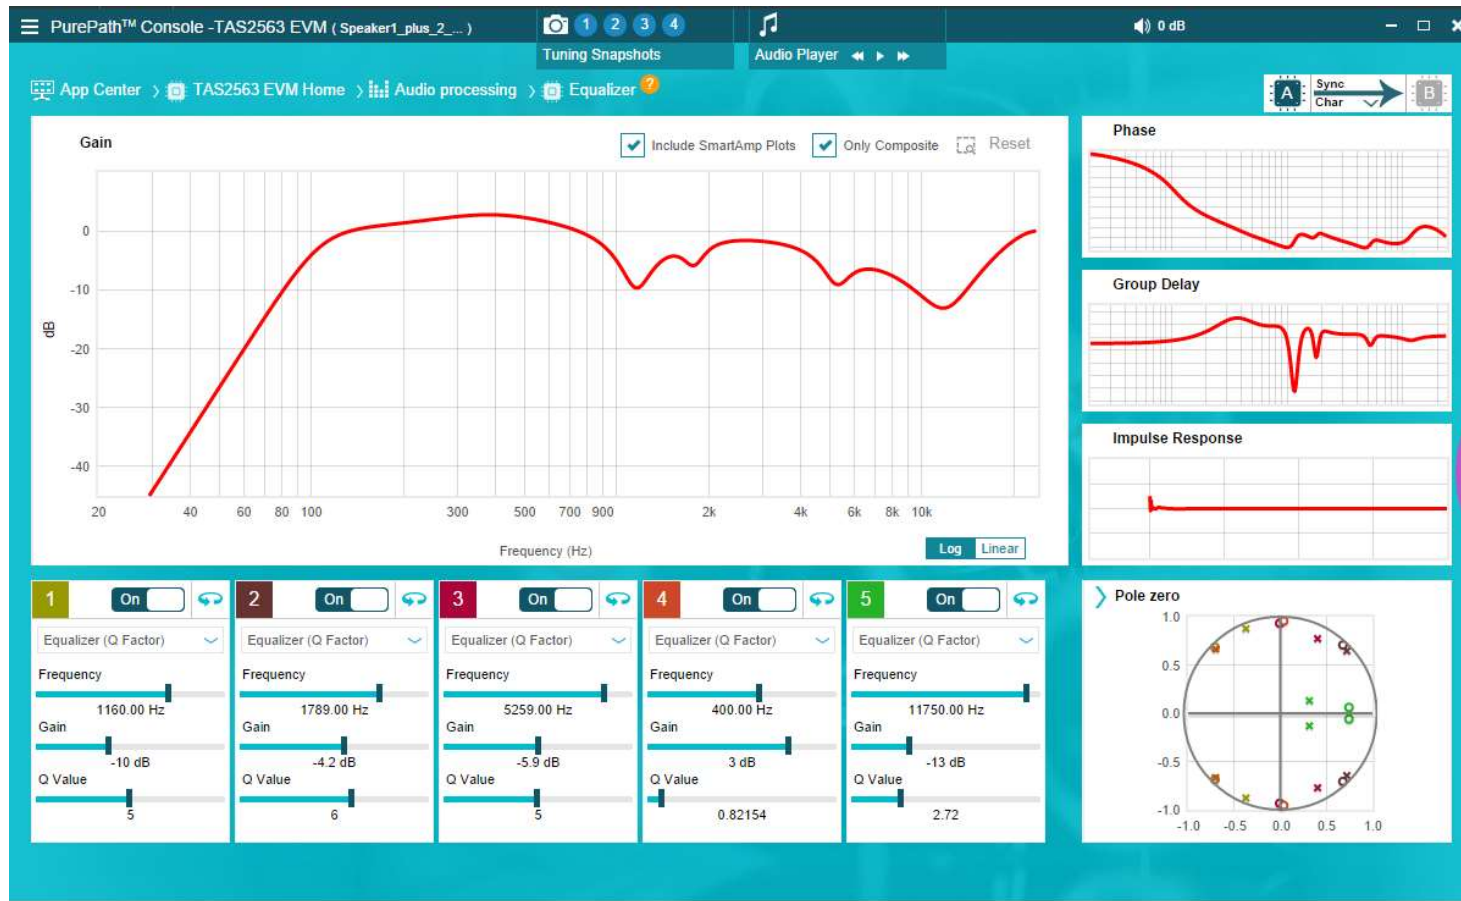 PurePath™ Console -TAS2563 EVM ( Speaker1_plus_2_... )
1 2 3 4
0 dB
Tuning Snapshots
Audio Player
App Center > TAS2563 EVM Home > Audio processing > Equalizer ?
A Sync Char B
Gain
Include SmartAmp Plots
Only Composite
Reset
0
-10
dB
-20
-30
-40
20 40 60 80 100 300 500 700 900 2k 4k 6k 8k 10k
Frequency (Hz)
Log Linear
Phase
Group Delay
Impulse Response
1 On
Equalizer (Q Factor)
Frequency
1160.00 Hz
Gain
-10 dB
Q Value
5
2 On
Equalizer (Q Factor)
Frequency
1789.00 Hz
Gain
-4.2 dB
Q Value
6
3 On
Equalizer (Q Factor)
Frequency
5259.00 Hz
Gain
-5.9 dB
Q Value
5
4 On
Equalizer (Q Factor)
Frequency
400.00 Hz
Gain
3 dB
Q Value
0.82154
5 On
Equalizer (Q Factor)
Frequency
11750.00 Hz
Gain
-13 dB
Q Value
2.72
Pole zero
1.0
0.5
0.0
-0.5
-1.0
-1.0 -0.5 0.0 0.5 1.0